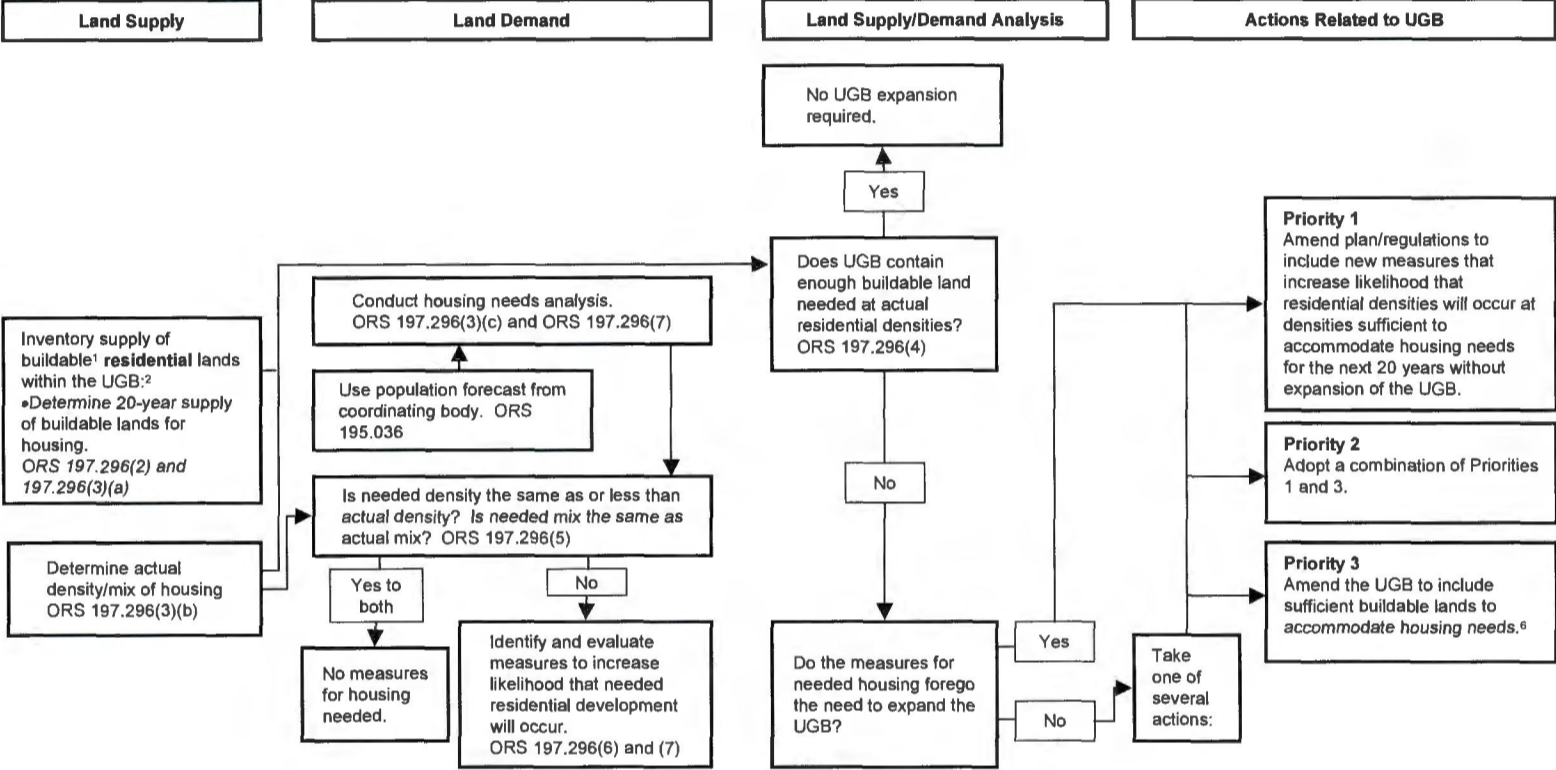 Land Supply
Land Demand
Land Supply/Demand Analysis
Actions Related to UGB
No UGB expansion
required.
Yes
Does UGB contain
enough buildable land
needed at actual
residential densities?
ORS 197.296(4)
Conduct housing needs analysis.
ORS 197.296(3)(c) and ORS 197.296(7)
Use population forecast from
coordinating body. ORS
195.036
Inventory supply of
buildable¹ residential lands
within the UGB:²
•Determine 20-year supply
of buildable lands for
housing.
ORS 197.296(2) and
197.296(3)(a)
Determine actual
density/mix of housing
ORS 197.296(3)(b)
Is needed density the same as or less than
actual density? Is needed mix the same as
actual mix? ORS 197.296(5)
Yes to
both
No
No measures
for housing
needed.
Identify and evaluate
measures to increase
likelihood that needed
residential development
will occur.
ORS 197.296(6) and (7)
No
Do the measures for
needed housing forego
the need to expand the
UGB?
Yes
No
Take
one of
several
actions:
Priority 1
Amend plan/regulations to
include new measures that
increase likelihood that
residential densities will occur at
densities sufficient to
accommodate housing needs
for the next 20 years without
expansion of the UGB.
Priority 2
Adopt a combination of Priorities
1 and 3.
Priority 3
Amend the UGB to include
sufficient buildable lands to
accommodate housing needs.⁶